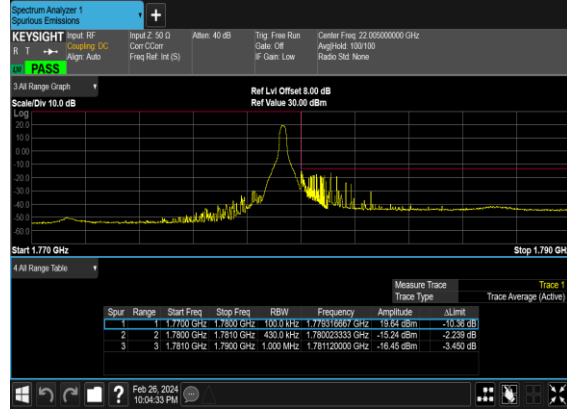 Spectrum Analyzer 1
Spurious Emissions
KEYSIGHT Input: RF Input Z: 50 Ω Atten: 40 dB Trig: Free Run Center Freq: 22.005000000 GHz
R T Coupling: DC Corr CCorr Gate: Off Avg|Hold: 100/100
Align: Auto Freq Ref: Int (S) IF Gain: Low Radio Std: None
PASS
3 All Range Graph
Ref Lvl Offset 8.00 dB
Scale/Div 10.0 dB Ref Value 30.00 dBm
Log
20.0
10.0
0.00
-10.0
-20.0
-30.0
-40.0
-50.0
-60.0
Start 1.770 GHz Stop 1.790 GHz
4 All Range Table
Measure Trace Trace 1
Trace Type Trace Average (Active)
Spur Range Start Freq Stop Freq RBW Frequency Amplitude ΔLimit
1 1 1.7700 GHz 1.7800 GHz 100.0 kHz 1.779316667 GHz 19.64 dBm -10.36 dB
2 2 1.7800 GHz 1.7810 GHz 430.0 kHz 1.780023333 GHz -15.24 dBm -2.239 dB
3 3 1.7810 GHz 1.7900 GHz 1.000 MHz 1.781120000 GHz -16.45 dBm -3.450 dB
? Feb 26, 2024
10:04:33 PM